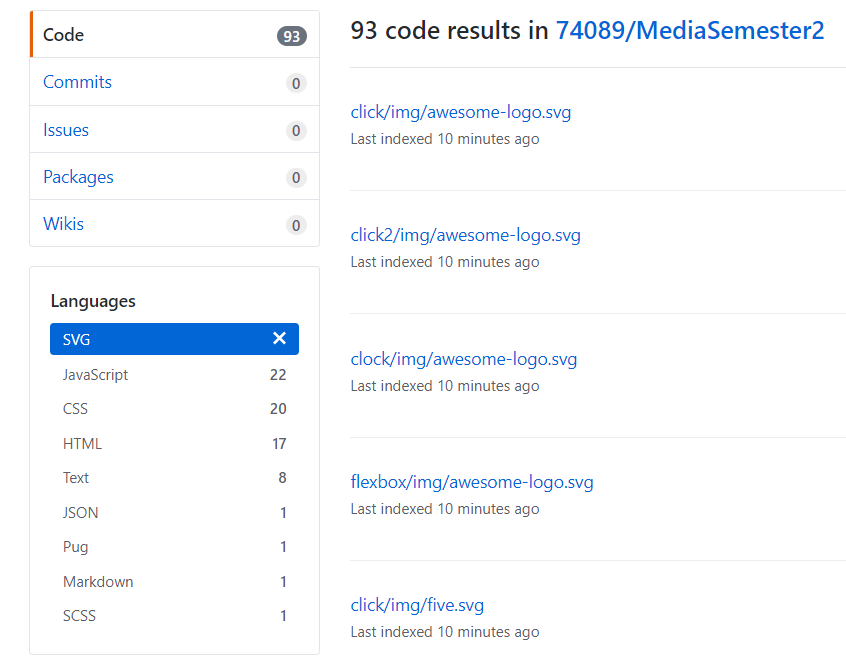 Code 93
Commits 0
Issues 0
Packages 0
Wikis 0
Languages
SVG ✕
JavaScript 22
CSS 20
HTML 17
Text 8
JSON 1
Pug 1
Markdown 1
SCSS 1
93 code results in 74089/MediaSemester2
click/img/awesome-logo.svg
Last indexed 10 minutes ago
click2/img/awesome-logo.svg
Last indexed 10 minutes ago
clock/img/awesome-logo.svg
Last indexed 10 minutes ago
flexbox/img/awesome-logo.svg
Last indexed 10 minutes ago
click/img/five.svg
Last indexed 10 minutes ago